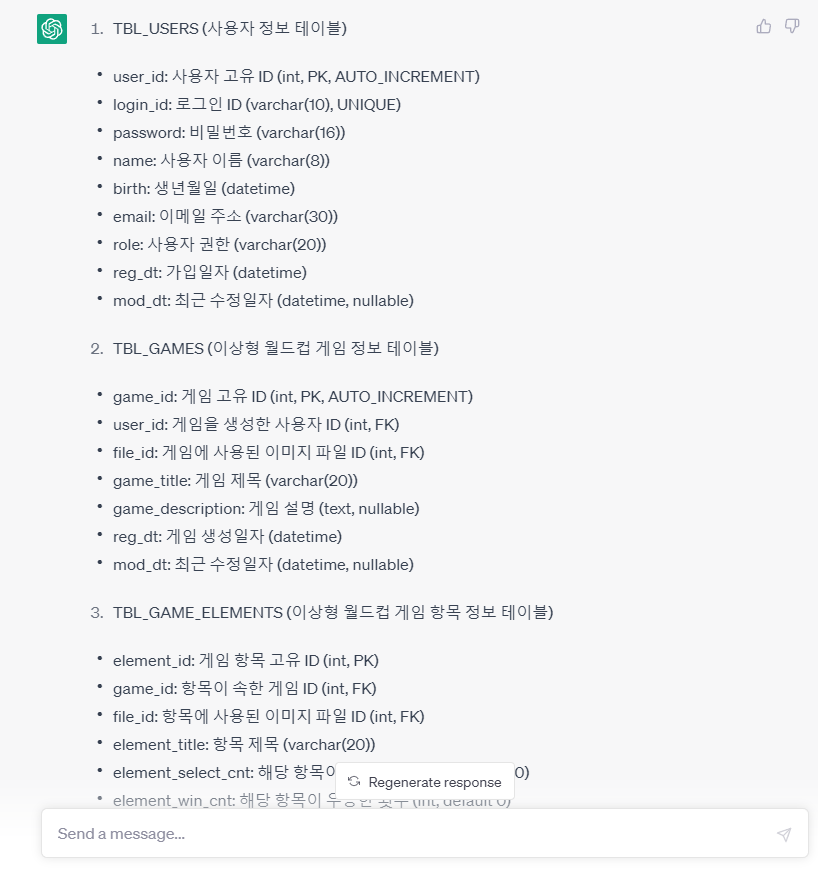 1. TBL_USERS (사용자 정보 테이블)
• user_id: 사용자 고유 ID (int, PK, AUTO_INCREMENT)
• login_id: 로그인 ID (varchar(10), UNIQUE)
• password: 비밀번호 (varchar(16))
• name: 사용자 이름 (varchar(8))
• birth: 생년월일 (datetime)
• email: 이메일 주소 (varchar(30))
• role: 사용자 권한 (varchar(20))
• reg_dt: 가입일자 (datetime)
• mod_dt: 최근 수정일자 (datetime, nullable)
2. TBL_GAMES (이상형 월드컵 게임 정보 테이블)
• game_id: 게임 고유 ID (int, PK, AUTO_INCREMENT)
• user_id: 게임을 생성한 사용자 ID (int, FK)
• file_id: 게임에 사용된 이미지 파일 ID (int, FK)
• game_title: 게임 제목 (varchar(20))
• game_description: 게임 설명 (text, nullable)
• reg_dt: 게임 생성일자 (datetime)
• mod_dt: 최근 수정일자 (datetime, nullable)
3. TBL_GAME_ELEMENTS (이상형 월드컵 게임 항목 정보 테이블)
• element_id: 게임 항목 고유 ID (int, PK)
• game_id: 항목이 속한 게임 ID (int, FK)
• file_id: 항목에 사용된 이미지 파일 ID (int, FK)
• element_title: 항목 제목 (varchar(20))
• element_select_cnt: 해당 0)
Regenerate response
• element_win_cnt: 해당 항목이 (int, default 0)
Send a message...